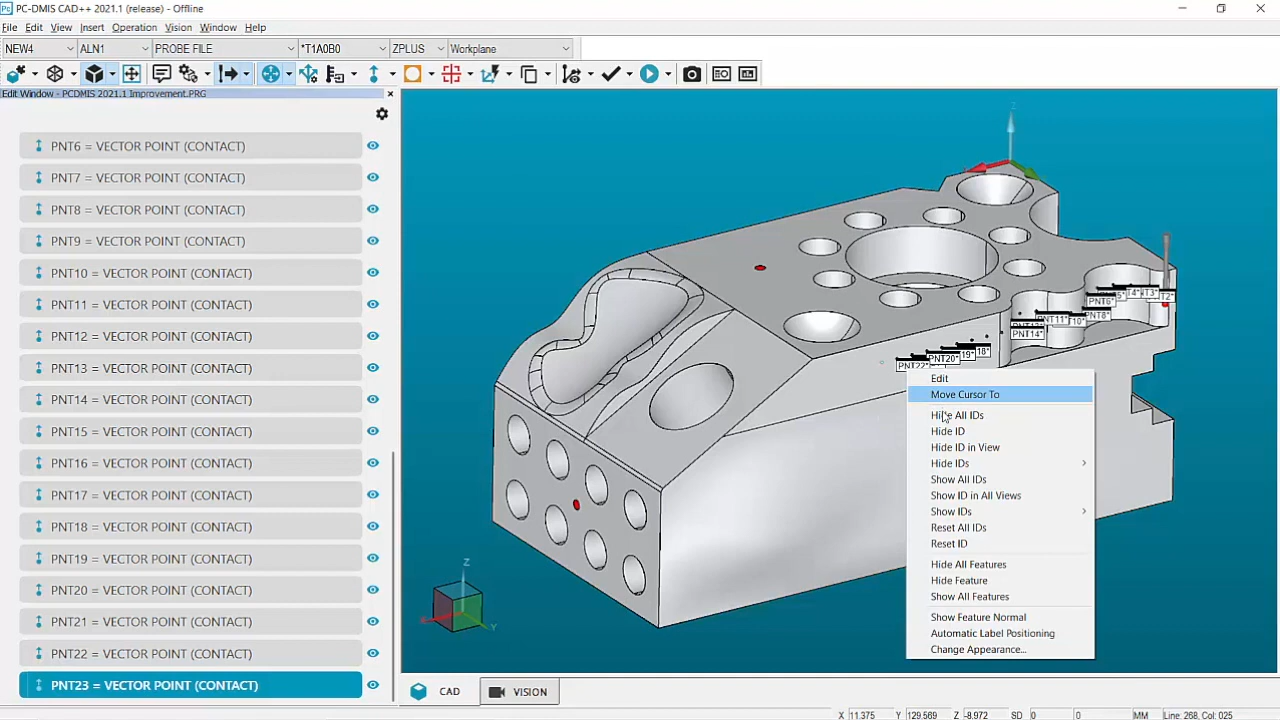 PC-DMIS CAD++ 2021.1 (release) - Offline
File Edit View Insert Operation Vision Window Help
NEW4 ALN1 PROBE FILE *T1A0B0 ZPLUS Workplane
Edit Window - PCDMIS 2021.1 Improvement.PRG
PNT6 = VECTOR POINT (CONTACT)
PNT7 = VECTOR POINT (CONTACT)
PNT8 = VECTOR POINT (CONTACT)
PNT9 = VECTOR POINT (CONTACT)
PNT10 = VECTOR POINT (CONTACT)
PNT11 = VECTOR POINT (CONTACT)
PNT12 = VECTOR POINT (CONTACT)
PNT13 = VECTOR POINT (CONTACT)
PNT14 = VECTOR POINT (CONTACT)
PNT15 = VECTOR POINT (CONTACT)
PNT16 = VECTOR POINT (CONTACT)
PNT17 = VECTOR POINT (CONTACT)
PNT18 = VECTOR POINT (CONTACT)
PNT19 = VECTOR POINT (CONTACT)
PNT20 = VECTOR POINT (CONTACT)
PNT21 = VECTOR POINT (CONTACT)
PNT22 = VECTOR POINT (CONTACT)
PNT23 = VECTOR POINT (CONTACT)
Z
PNT6*
PNT8*
PNT14*
PNT20*
Edit
Move Cursor To
Hide All IDs
Hide ID
Hide ID in View
Hide IDs
Show All IDs
Show ID in All Views
Show IDs
Reset All IDs
Reset ID
Hide All Features
Hide Feature
Show All Features
Show Feature Normal
Automatic Label Positioning
Change Appearance...
Z
X
Y
CAD VISION
X 11.375 Y 129.569 Z -8.972 SD 0 0 MM Line: 268, Col: 025